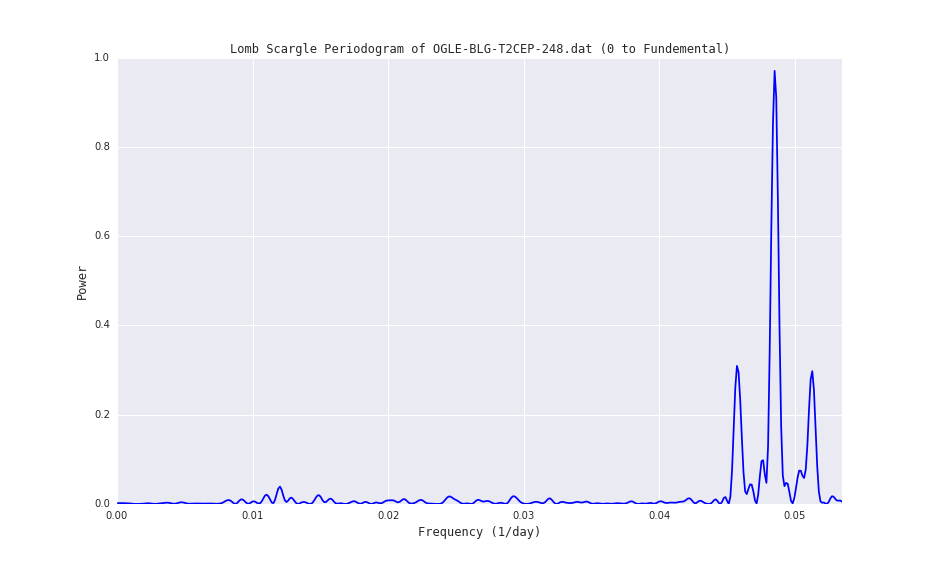 Lomb Scargle Periodogram of OGLE-BLG-T2CEP-248.dat (0 to Fundemental)
1.0
0.8
0.6
0.4
0.2
0.0
Power
0.00 0.01 0.02 0.03 0.04 0.05
Frequency (1/day)